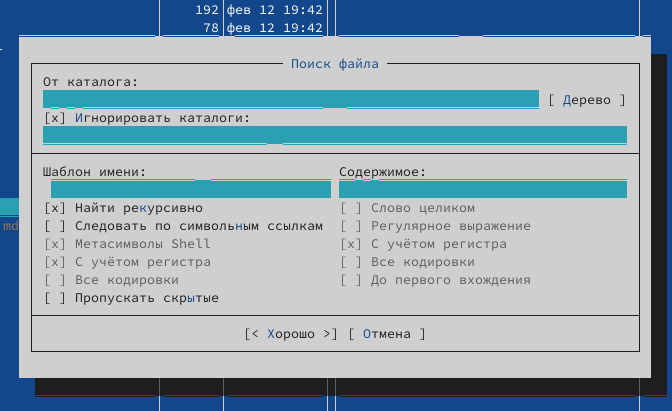 192 фев 12 19:42
78 фев 12 19:42
Поиск файла
От каталога:
[ Дерево ]
[x] Игнорировать каталоги:
Шаблон имени: Содержимое:
[x] Найти рекурсивно [ ] Слово целиком
[ ] Следовать по символьным ссылкам [ ] Регулярное выражение
[x] Метасимволы Shell [x] С учётом регистра
[x] С учётом регистра [ ] Все кодировки
[ ] Все кодировки [ ] До первого вхождения
[ ] Пропускать скрытые
[< Хорошо >] [ Отмена ]
md